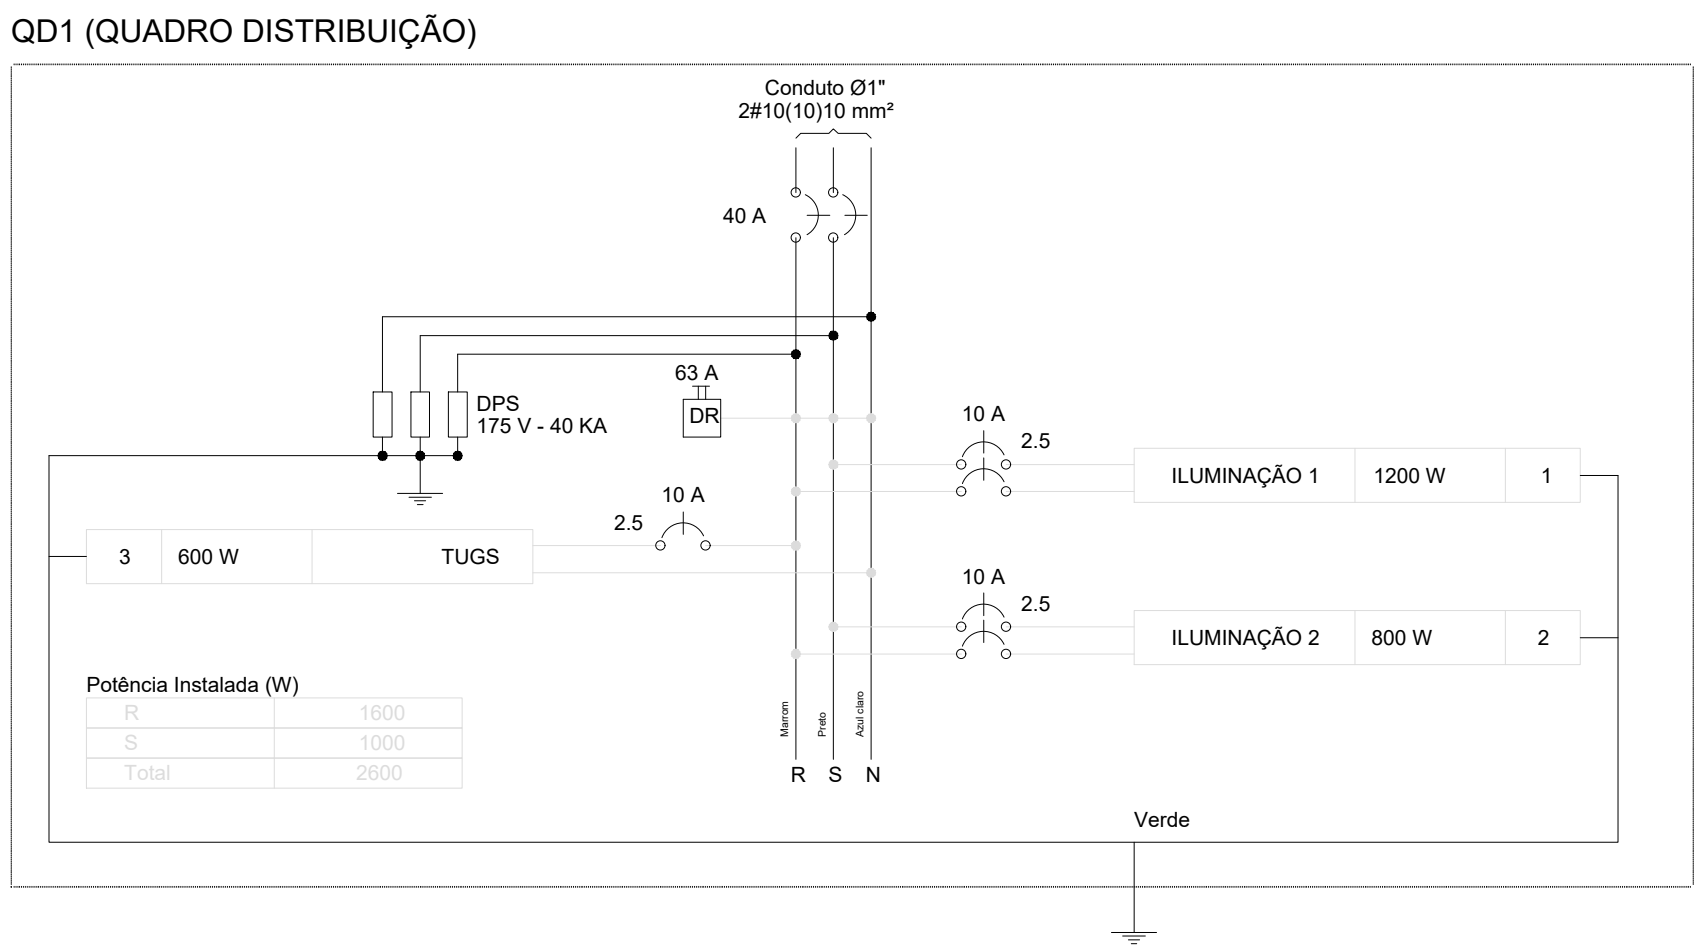 QD1 (QUADRO DISTRIBUIÇÃO)
Conduto Ø1"
2#10(10)10 mm²
40 A
63 A
DR
DPS
175 V - 40 KA
10 A
2.5
ILUMINAÇÃO 1 1200 W 1
10 A
2.5
3 600 W TUGS
10 A
2.5
ILUMINAÇÃO 2 800 W 2
Potência Instalada (W)
R 1600
S 1000
Total 2600
Marrom
Preto
Azul claro
R S N
Verde